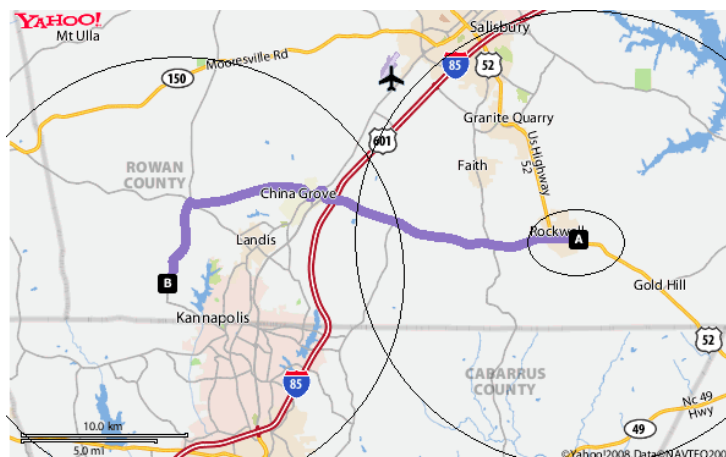 YAHOO!
Mt Ulla
Salisbury
Mooresville Rd
150
85
52
Granite Quarry
601
US Highway
52
ROWAN
COUNTY
Faith
China Grove
Rockwell
A
Landis
B
Gold Hill
Kannapolis
52
CABARRUS
COUNTY
85
Nc 49
Hwy
49
10.0 km
5.0 mi
©Yahoo!2008 Data©NAVTEQ200